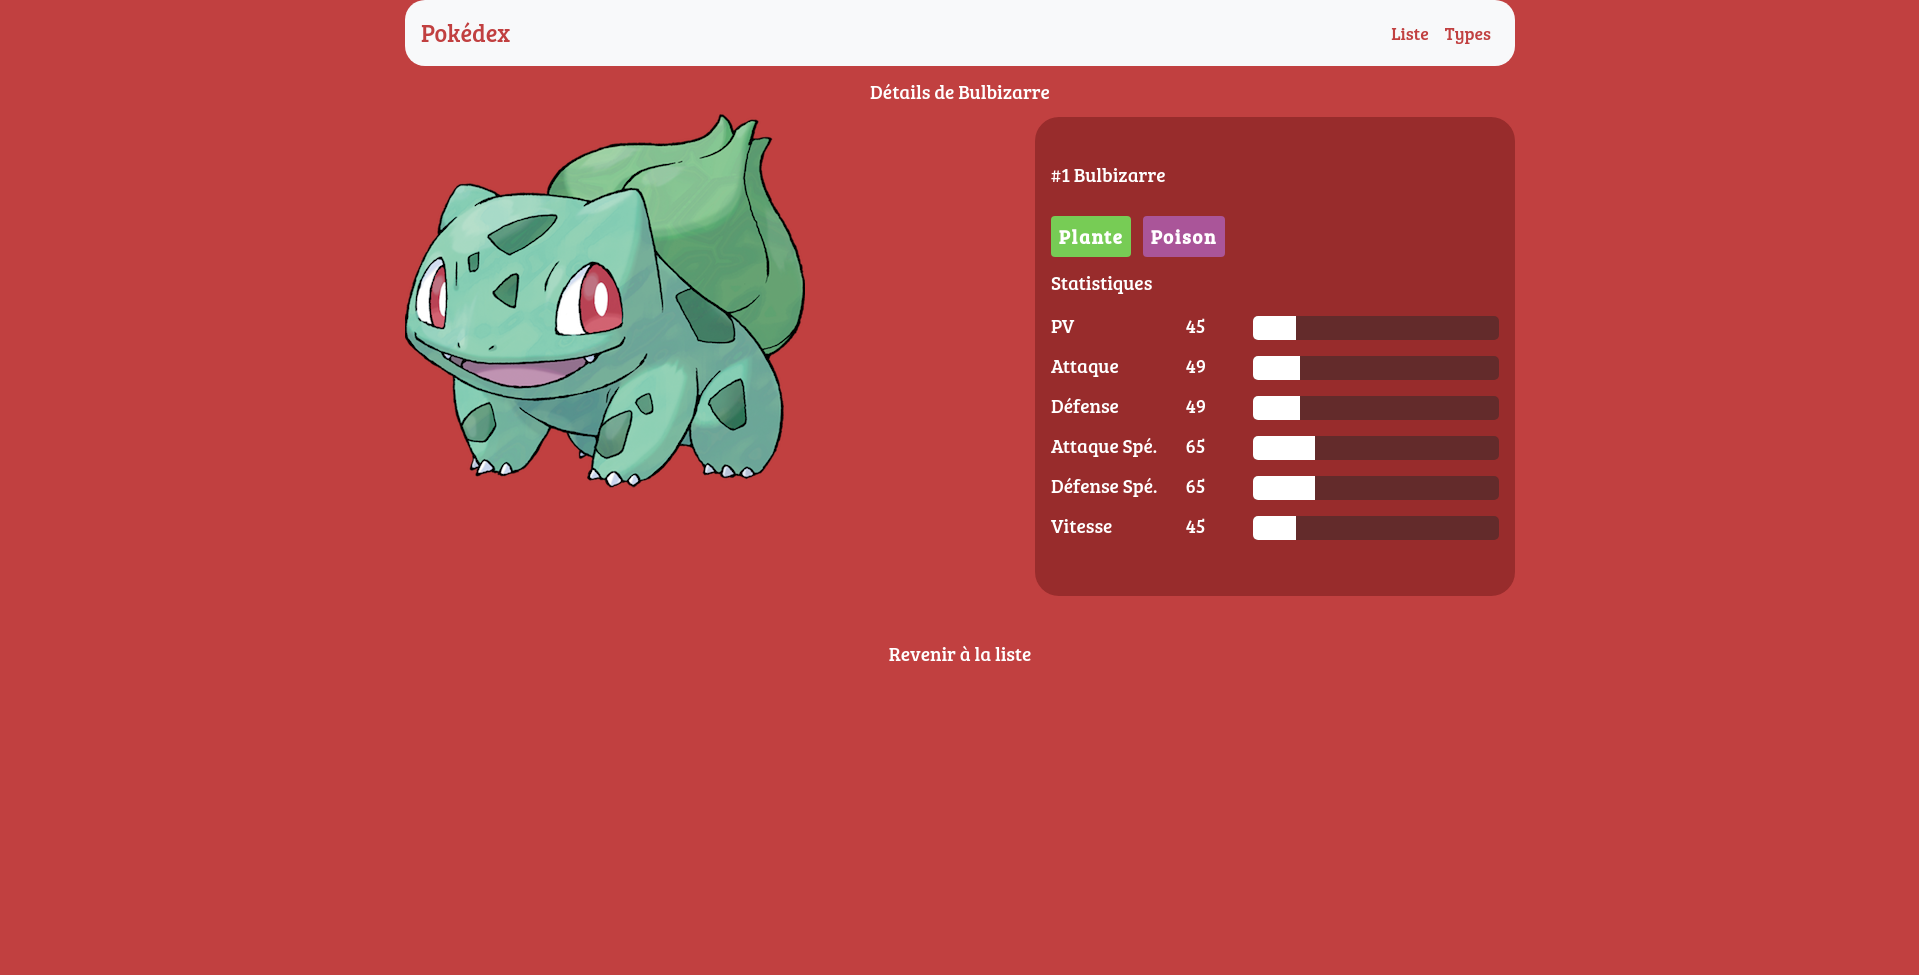 Pokédex
Liste Types
Détails de Bulbizarre
#1 Bulbizarre
Plante Poison
Statistiques
PV 45
Attaque 49
Défense 49
Attaque Spé. 65
Défense Spé. 65
Vitesse 45
Revenir à la liste